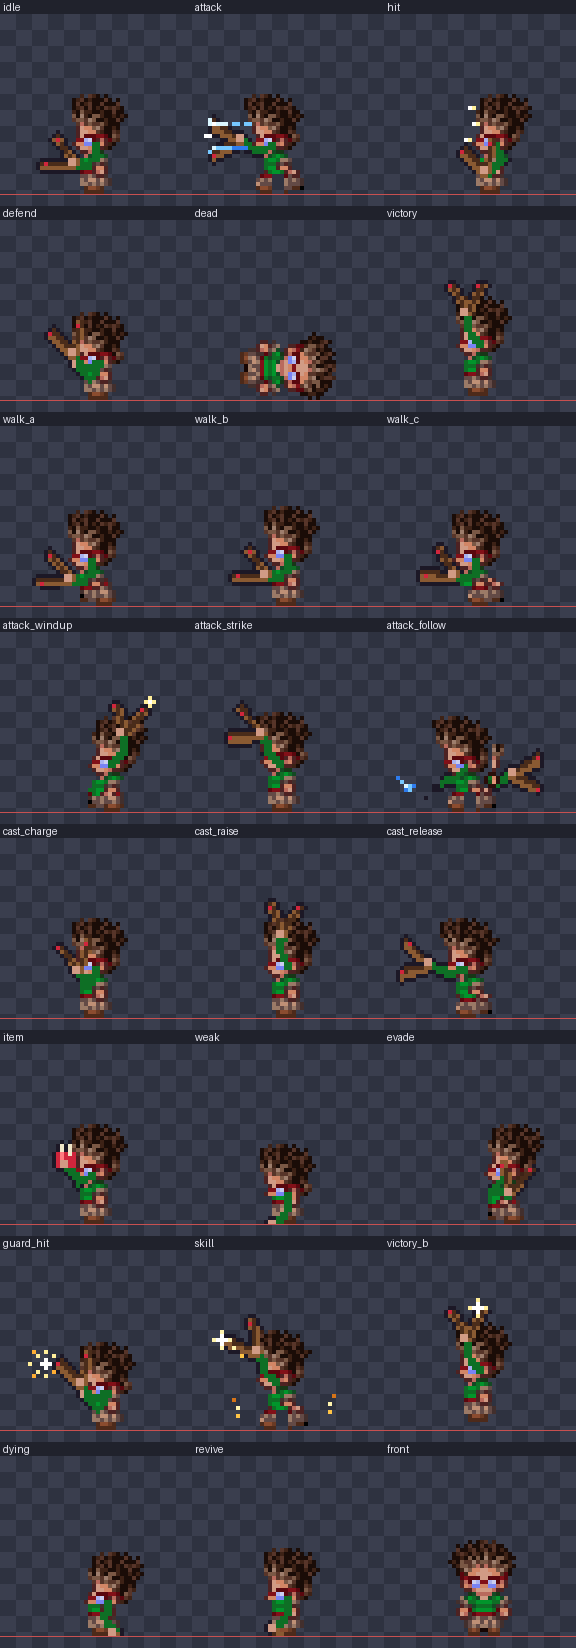 idle attack hit
defend dead victory
walk_a walk_b walk_c
attack_windup attack_strike attack_follow
cast_charge cast_raise cast_release
item weak evade
guard_hit skill victory_b
dying revive front